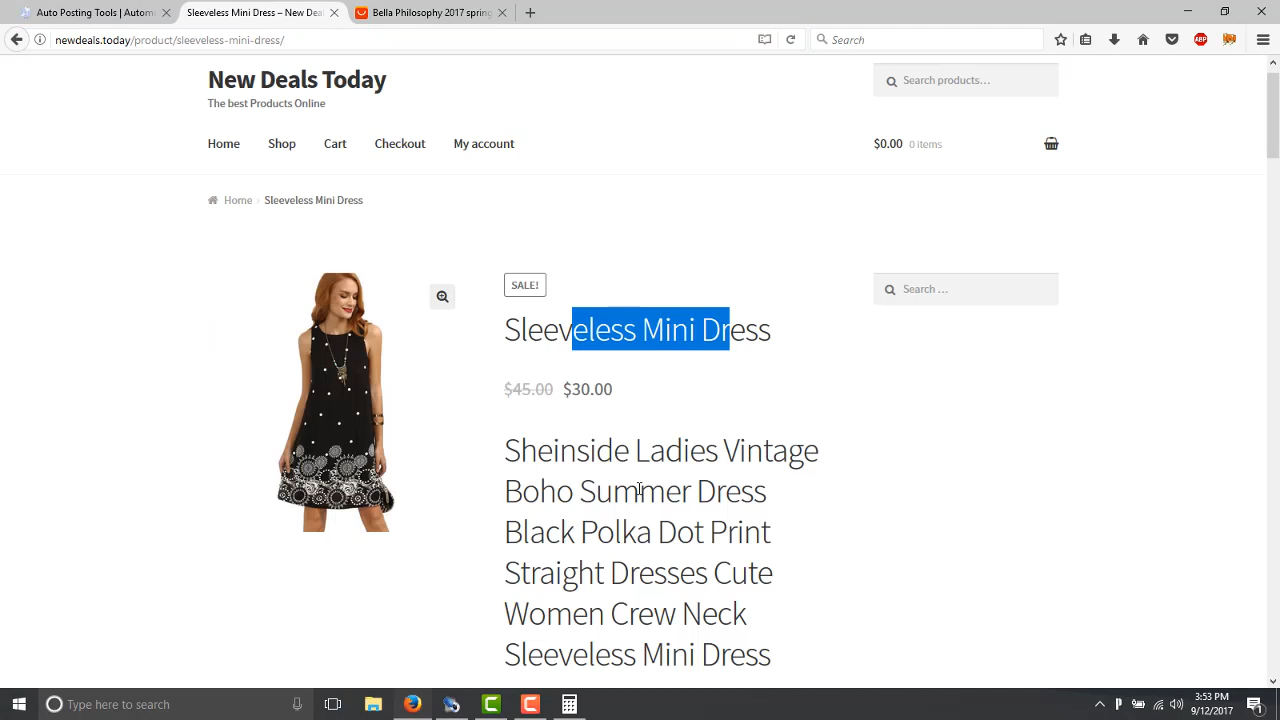 Auto Posting Tools | Autom
Sleeveless Mini Dress – New Dea
Bella Philosophy 2017 spring
newdeals.today/product/sleeveless-mini-dress/
Search
ABP
New Deals Today
The best Products Online
Search products...
Home Shop Cart Checkout My account
$0.00 0 items
Home Sleeveless Mini Dress
SALE!
Search ...
Sleeveless Mini Dress
$45.00 $30.00
Sheinside Ladies Vintage
Boho Summer Dress
Black Polka Dot Print
Straight Dresses Cute
Women Crew Neck
Sleeveless Mini Dress
Type here to search
3:53 PM
9/12/2017